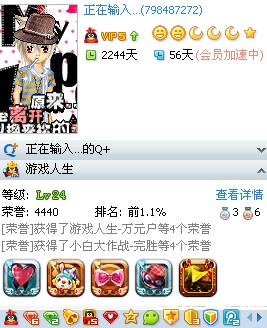 正在输入...(798487272)
VIP5
2244天 56天(会员加速中)
原来
离开
正在输入...的Q+
游戏人生
等级: Lv24 查看详情
荣誉: 4440 排名: 前1.1% 3 6
[荣誉]获得了游戏人生-万元户等4个荣誉
[荣誉]获得了小白大作战-完胜等4个荣誉